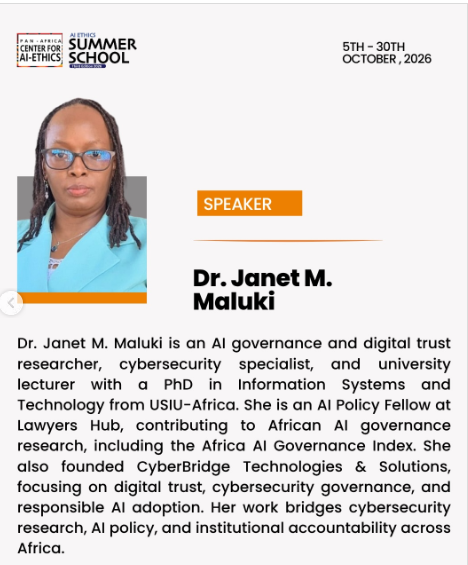 PAN-AFRICA
CENTER FOR
AI-ETHICS
AI ETHICS
SUMMER
SCHOOL
5TH - 30TH
OCTOBER , 2026
SPEAKER
Dr. Janet M.
Maluki
Dr. Janet M. Maluki is an AI governance and digital trust
researcher, cybersecurity specialist, and university
lecturer with a PhD in Information Systems and
Technology from USIU-Africa. She is an AI Policy Fellow at
Lawyers Hub, contributing to African AI governance
research, including the Africa AI Governance Index. She
also founded CyberBridge Technologies & Solutions,
focusing on digital trust, cybersecurity governance, and
responsible AI adoption. Her work bridges cybersecurity
research, AI policy, and institutional accountability across
Africa.